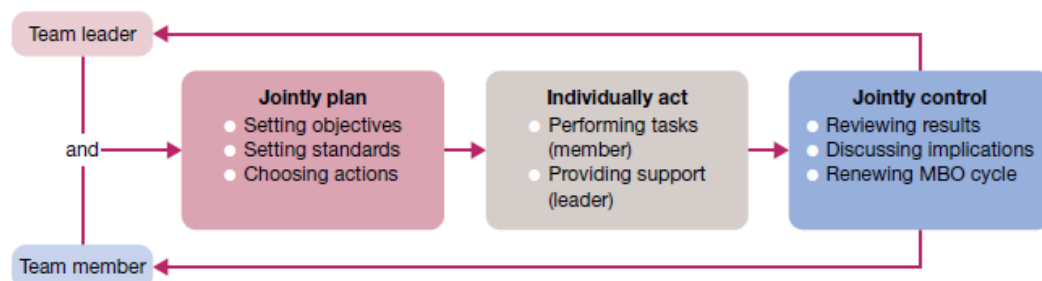 Team leader
and
Team member
Jointly plan
Setting objectives
Setting standards
Choosing actions
Individually act
Performing tasks
(member)
Providing support
(leader)
Jointly control
Reviewing results
Discussing implications
Renewing MBO cycle